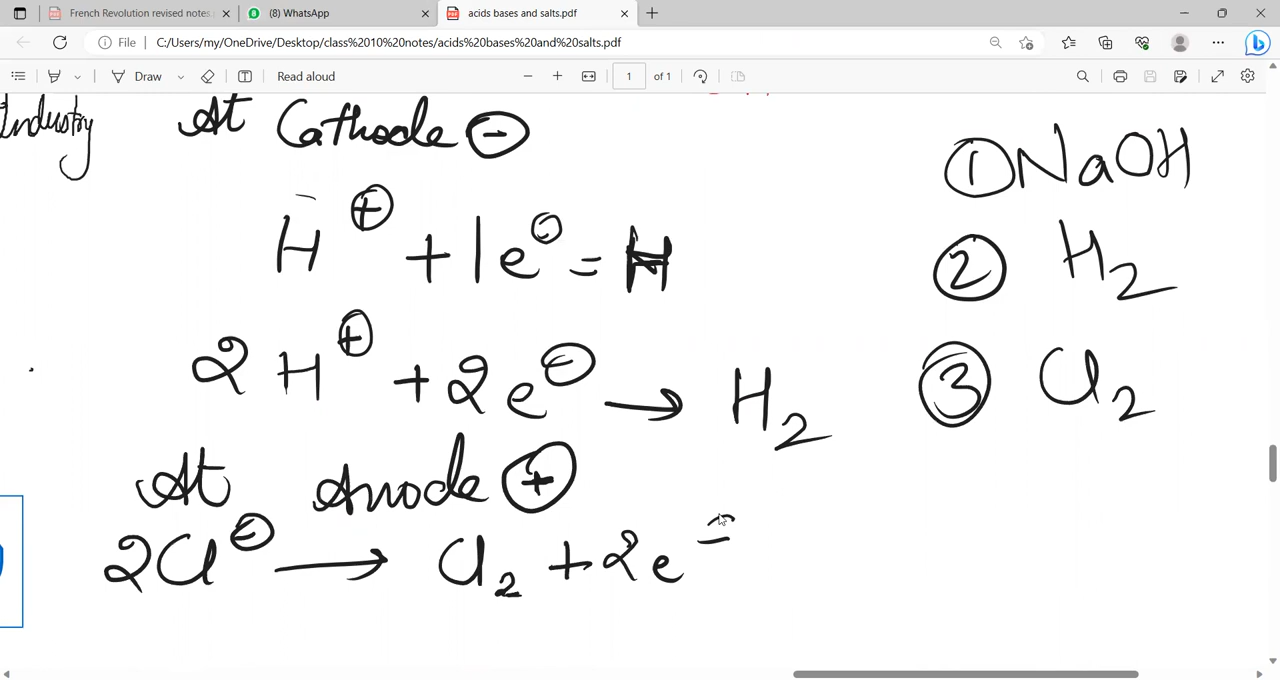 French Revolution revised notes
(8) WhatsApp
acids bases and salts.pdf
File
C:/Users/my/OneDrive/Desktop/class%2010%20notes/acids%20bases%20and%20salts.pdf
Draw
Read aloud
1 of 1
Industry
At Cathode ⊖
H⊕ + 1e⊖ = H
2H⊕ + 2e⊖ → H2
At Anode ⊕
2Cl⊖ → Cl2 + 2e
① NaOH
② H2
③ Cl2